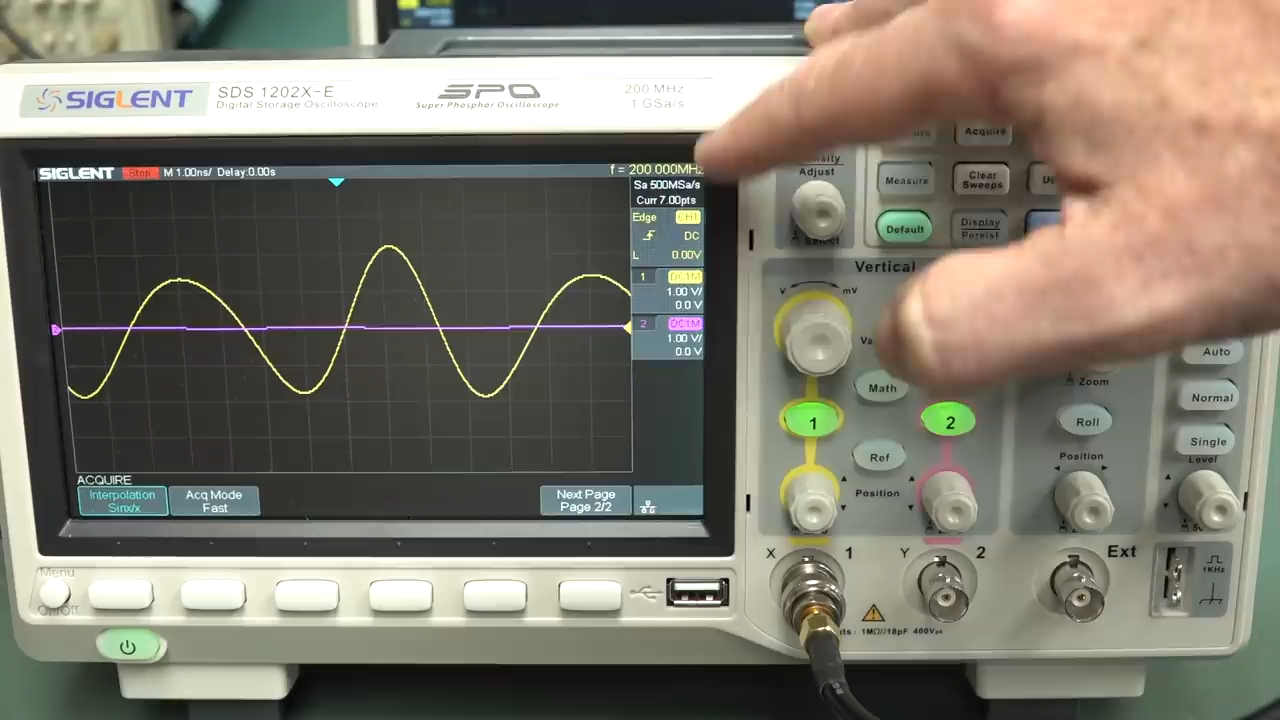 SIGLENT
SDS 1202X-E
Digital Storage Oscilloscope
SPO
Super Phosphor Oscilloscope
200 MHz
1 GSa/s
SIGLENT Stop M 1.00ns/ Delay:0.00s
f = 200.000MHz
Sa 500MSa/s
Curr 7.00pts
Edge CH1
DC
L 0.00V
1 DC1M
1.00 V/
0.0 V
2 DC1M
1.00 V/
0.0 V
ACQUIRE
Interpolation
Sinx/x
Acq Mode
Fast
Next Page
Page 2/2
Menu
On/Off
Adjust
Select
Acquire
Measure
Clear
Sweeps
Default
Display
Persist
Vertical
V
mV
Math
1
2
Ref
Position
Zoom
Roll
Position
Auto
Normal
Single
Level
X
1
Y
2
Ext
1KHz
1MΩ//18pF 400Vpk